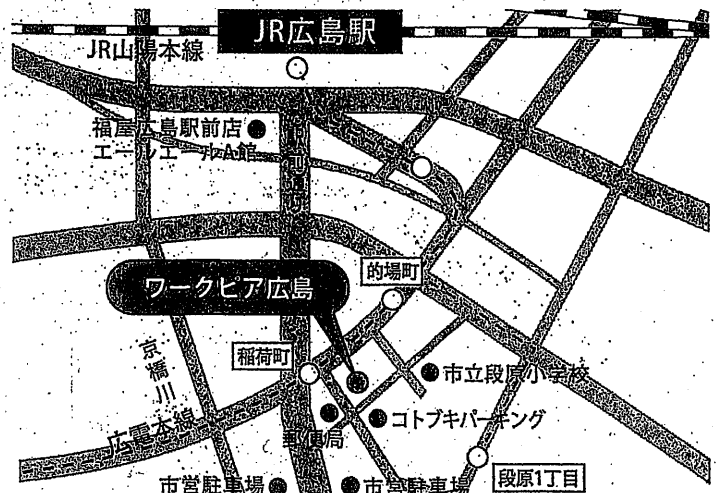 JR広島駅
JR山陽本線
福屋広島駅前店
エールエールA館
的場町
ワークピア広島
京橋川
稲荷町
市立段原小学校
コトブキパーキング
広電本線
郵便局
市営駐車場
市営駐車場
段原1丁目